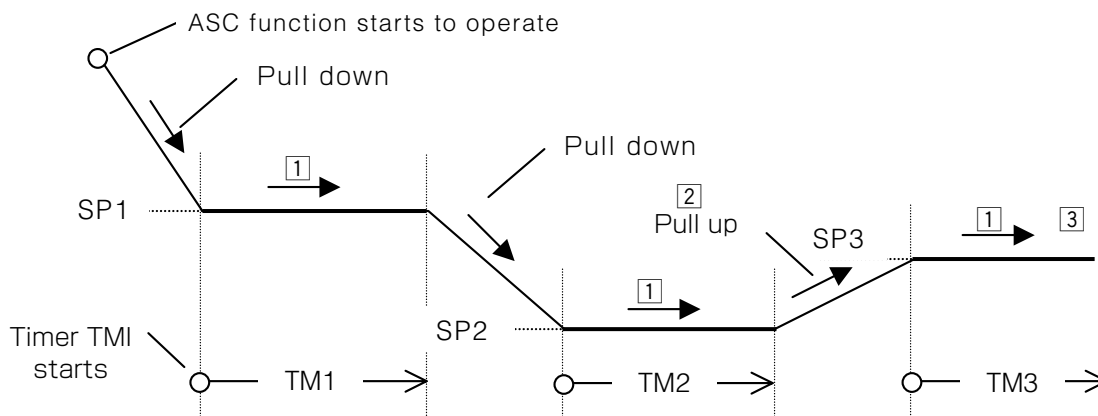 ASC function starts to operate
Pull down
Pull down
1
2
Pull up
SP1
SP3
1
3
1
SP2
Timer TMI
starts
TM1
TM2
TM3